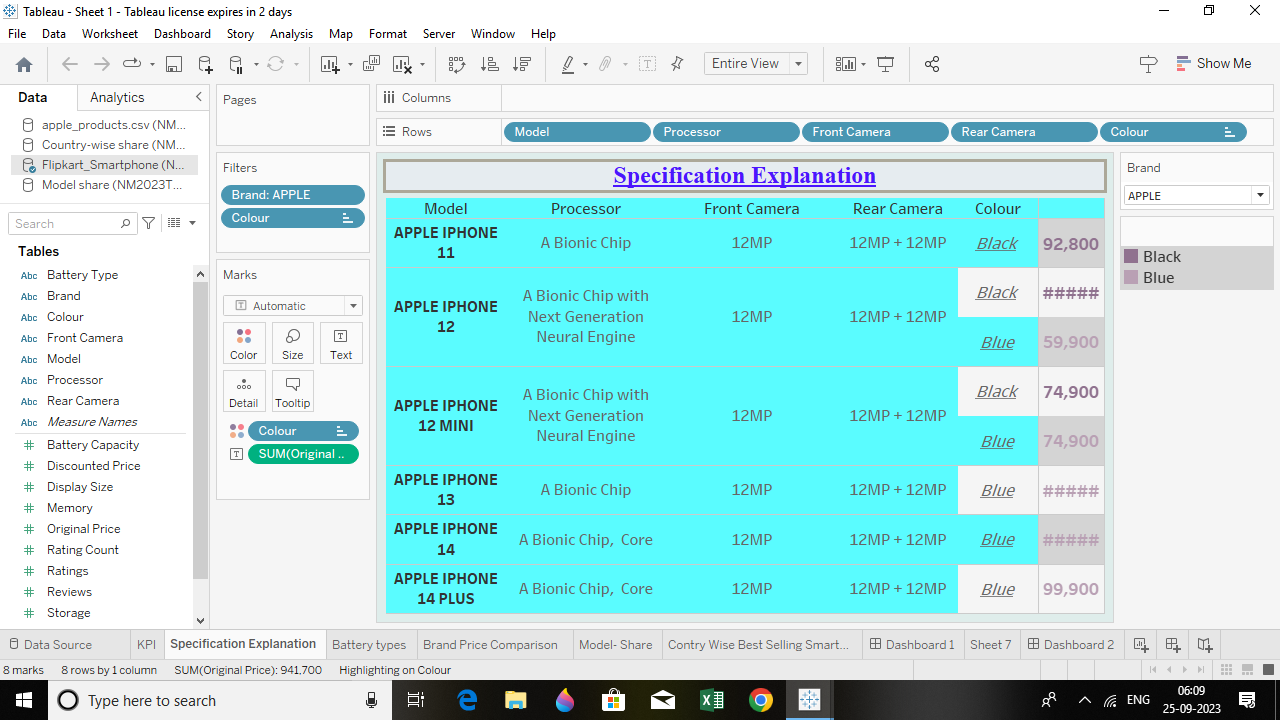 Tableau - Sheet 1 - Tableau license expires in 2 days
File Data Worksheet Dashboard Story Analysis Map Format Server Window Help
Entire View
Show Me
Data Analytics
apple_products.csv (NM...
Country-wise share (NM...
Flipkart_Smartphone (N...
Model share (NM2023T...
Search
Tables
Abc Battery Type
Abc Brand
Abc Colour
Abc Front Camera
Abc Model
Abc Processor
Abc Rear Camera
Abc Measure Names
# Battery Capacity
# Discounted Price
# Display Size
# Memory
# Original Price
# Rating Count
# Ratings
# Reviews
# Storage
Pages
Filters
Brand: APPLE
Colour
Marks
Automatic
Color Size Text
Detail Tooltip
Colour
SUM(Original ..
Columns
Rows Model Processor Front Camera Rear Camera Colour
Specification Explanation
Model Processor Front Camera Rear Camera Colour
APPLE IPHONE
11
A Bionic Chip 12MP 12MP + 12MP Black 92,800
APPLE IPHONE
12
A Bionic Chip with
Next Generation
Neural Engine
12MP 12MP + 12MP
Black #####
Blue 59,900
APPLE IPHONE
12 MINI
A Bionic Chip with
Next Generation
Neural Engine
12MP 12MP + 12MP
Black 74,900
Blue 74,900
APPLE IPHONE
13
A Bionic Chip 12MP 12MP + 12MP Blue #####
APPLE IPHONE
14
A Bionic Chip, Core 12MP 12MP + 12MP Blue #####
APPLE IPHONE
14 PLUS
A Bionic Chip, Core 12MP 12MP + 12MP Blue 99,900
Brand
APPLE
Black
Blue
Data Source KPI Specification Explanation Battery types Brand Price Comparison Model- Share Contry Wise Best Selling Smart... Dashboard 1 Sheet 7 Dashboard 2
8 marks 8 rows by 1 column SUM(Original Price): 941,700 Highlighting on Colour
Type here to search
ENG
06:09
25-09-2023